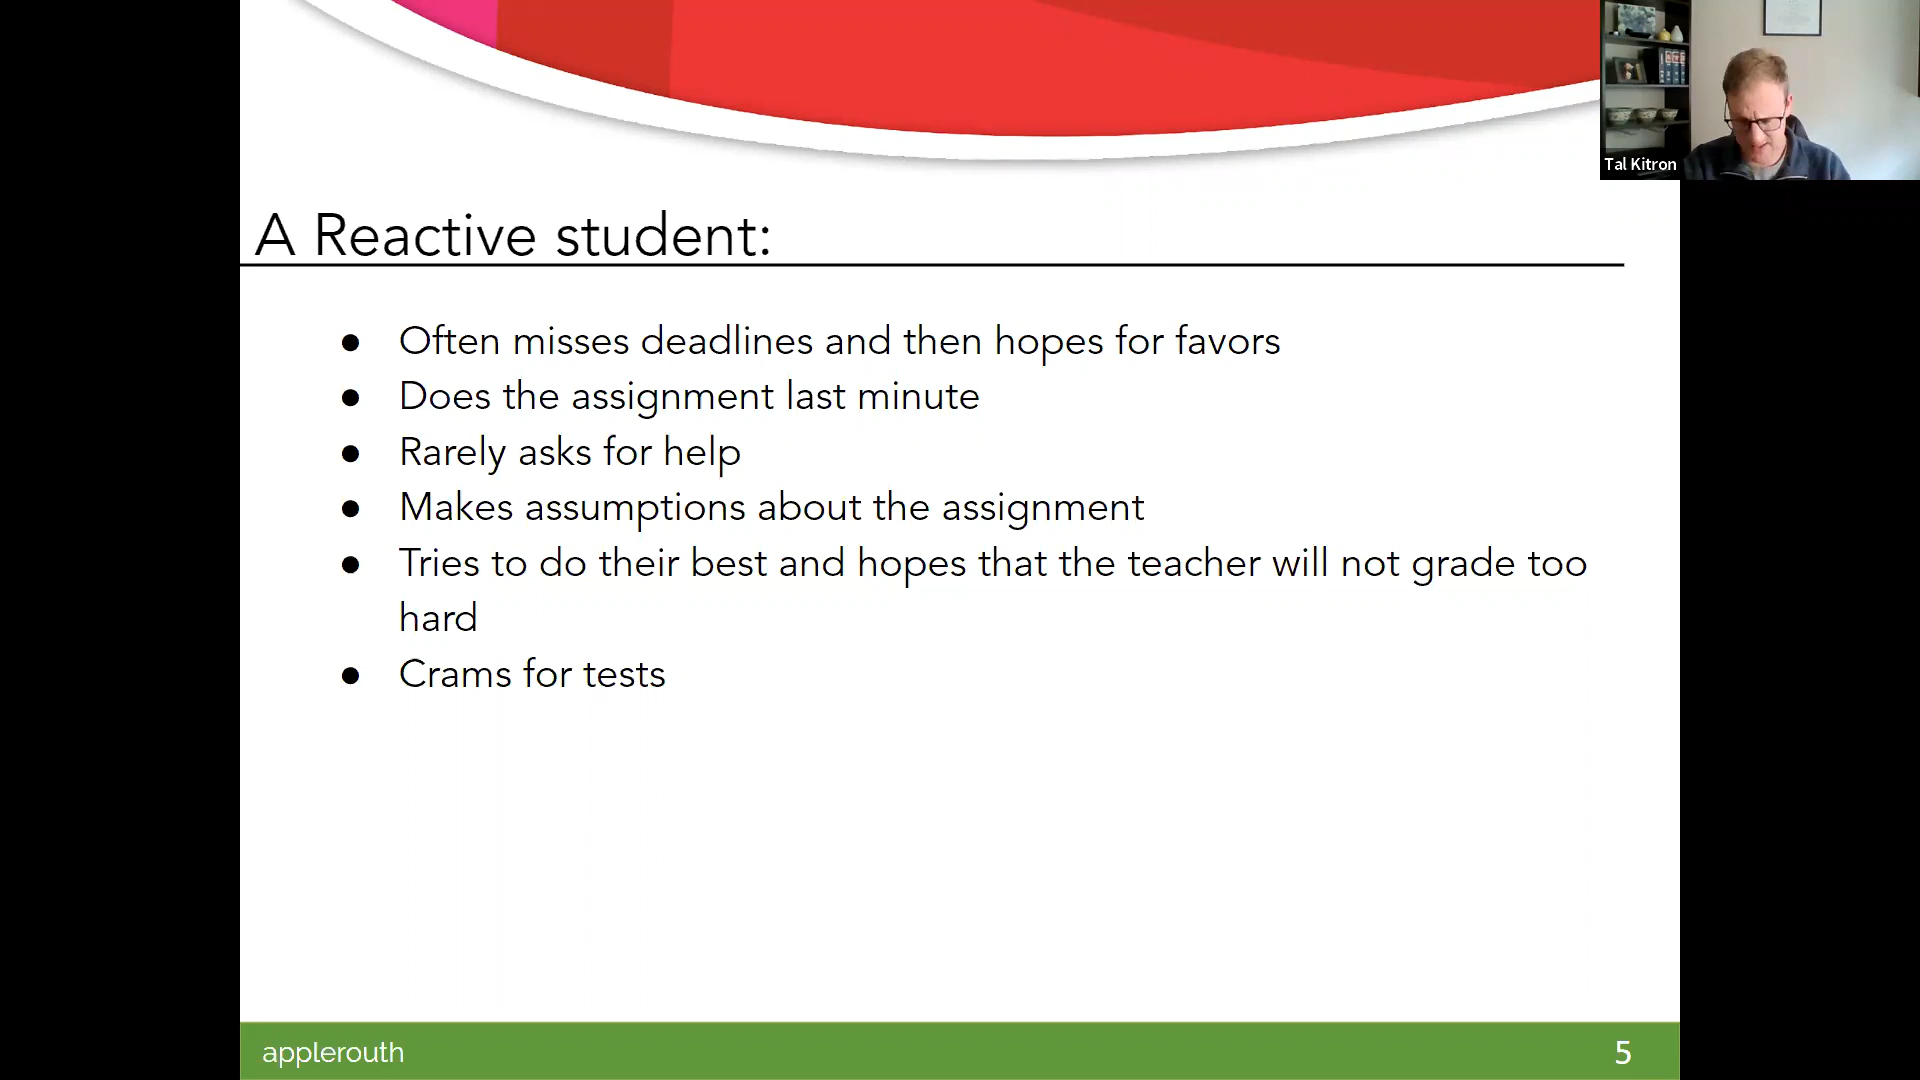 Tal Kitron
A Reactive student:
● Often misses deadlines and then hopes for favors
● Does the assignment last minute
● Rarely asks for help
● Makes assumptions about the assignment
● Tries to do their best and hopes that the teacher will not grade too
hard
● Crams for tests
applerouth
5